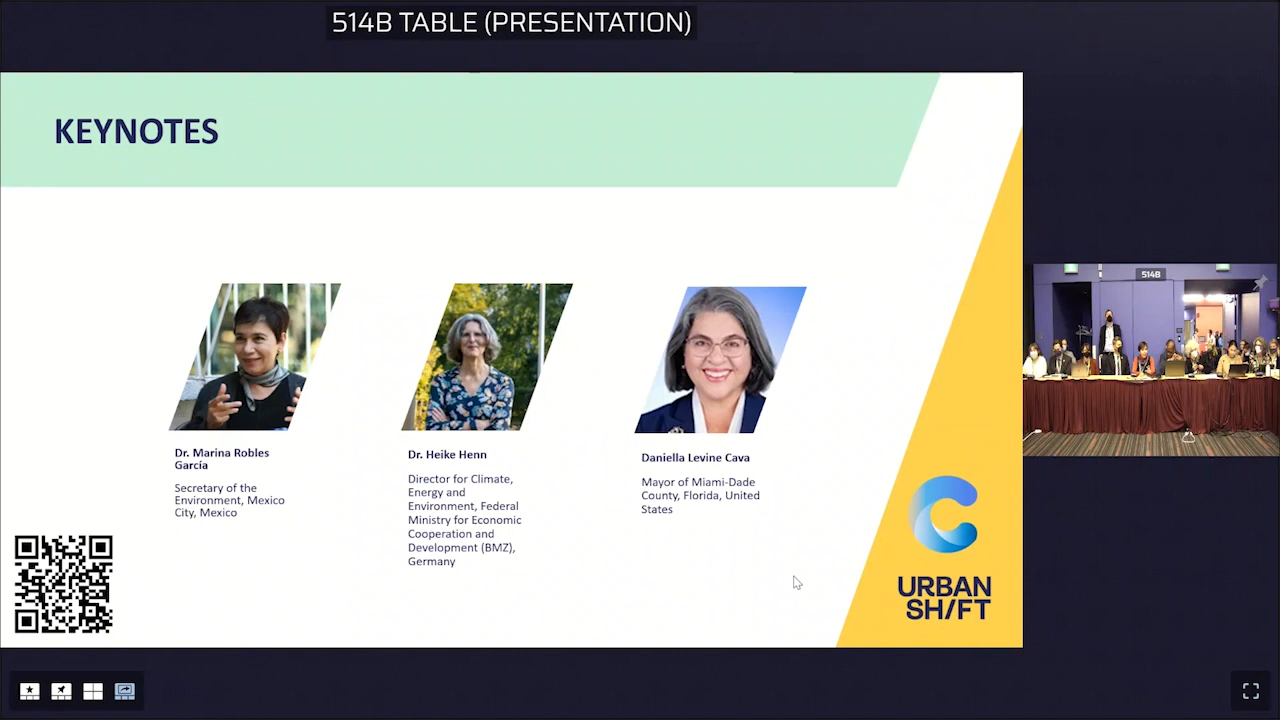 514B TABLE (PRESENTATION)
KEYNOTES
514B
Dr. Marina Robles
García
Secretary of the
Environment, Mexico
City, Mexico
Dr. Heike Henn
Director for Climate,
Energy and
Environment, Federal
Ministry for Economic
Cooperation and
Development (BMZ),
Germany
Daniella Levine Cava
Mayor of Miami-Dade
County, Florida, United
States
URBAN
SH/FT